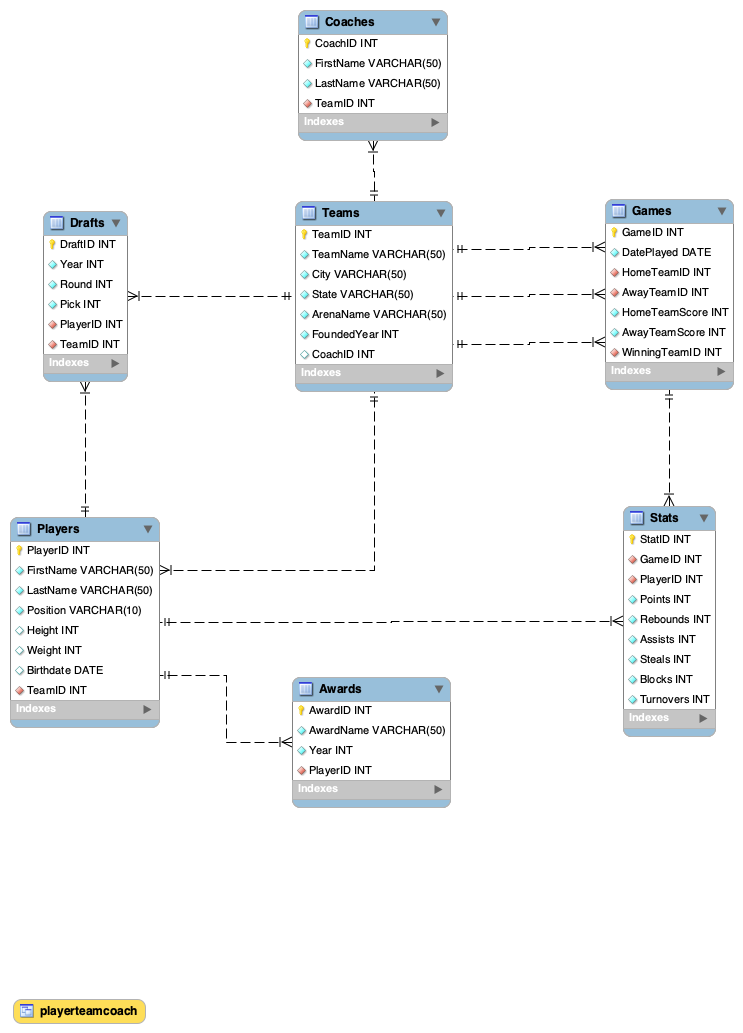 Coaches
CoachID INT
FirstName VARCHAR(50)
LastName VARCHAR(50)
TeamID INT
Indexes
Drafts
DraftID INT
Year INT
Round INT
Pick INT
PlayerID INT
TeamID INT
Indexes
Teams
TeamID INT
TeamName VARCHAR(50)
City VARCHAR(50)
State VARCHAR(50)
ArenaName VARCHAR(50)
FoundedYear INT
CoachID INT
Indexes
Games
GameID INT
DatePlayed DATE
HomeTeamID INT
AwayTeamID INT
HomeTeamScore INT
AwayTeamScore INT
WinningTeamID INT
Indexes
Players
PlayerID INT
FirstName VARCHAR(50)
LastName VARCHAR(50)
Position VARCHAR(10)
Height INT
Weight INT
Birthdate DATE
TeamID INT
Indexes
Stats
StatID INT
GameID INT
PlayerID INT
Points INT
Rebounds INT
Assists INT
Steals INT
Blocks INT
Turnovers INT
Indexes
Awards
AwardID INT
AwardName VARCHAR(50)
Year INT
PlayerID INT
Indexes
playerteamcoach